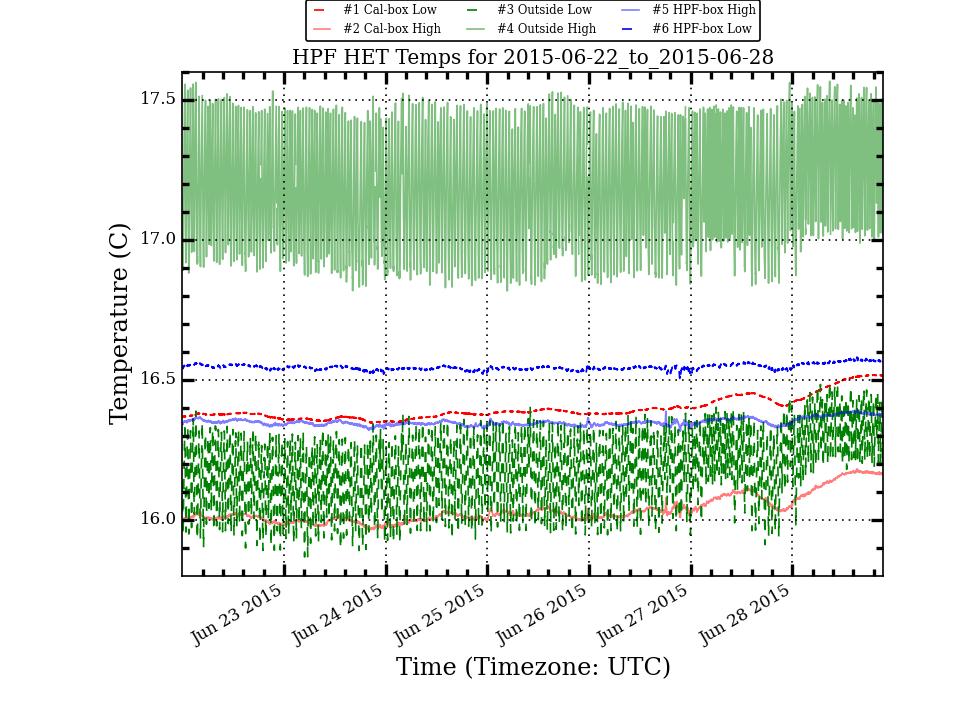 #1 Cal-box Low #3 Outside Low #5 HPF-box High
#2 Cal-box High #4 Outside High #6 HPF-box Low
HPF HET Temps for 2015-06-22_to_2015-06-28
17.5
17.0
16.5
16.0
Temperature (C)
Jun 23 2015 Jun 24 2015 Jun 25 2015 Jun 26 2015 Jun 27 2015 Jun 28 2015
Time (Timezone: UTC)